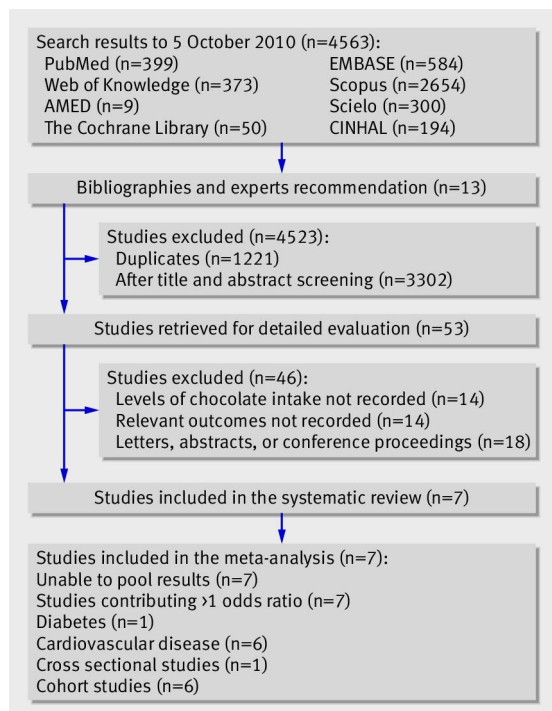 Search results to 5 October 2010 (n=4563):
PubMed (n=399)
Web of Knowledge (n=373)
AMED (n=9)
The Cochrane Library (n=50)
EMBASE (n=584)
Scopus (n=2654)
Scielo (n=300)
CINHAL (n=194)
Bibliographies and experts recommendation (n=13)
Studies excluded (n=4523):
Duplicates (n=1221)
After title and abstract screening (n=3302)
Studies retrieved for detailed evaluation (n=53)
Studies excluded (n=46):
Levels of chocolate intake not recorded (n=14)
Relevant outcomes not recorded (n=14)
Letters, abstracts, or conference proceedings (n=18)
Studies included in the systematic review (n=7)
Studies included in the meta-analysis (n=7):
Unable to pool results (n=7)
Studies contributing >1 odds ratio (n=7)
Diabetes (n=1)
Cardiovascular disease (n=6)
Cross sectional studies (n=1)
Cohort studies (n=6)